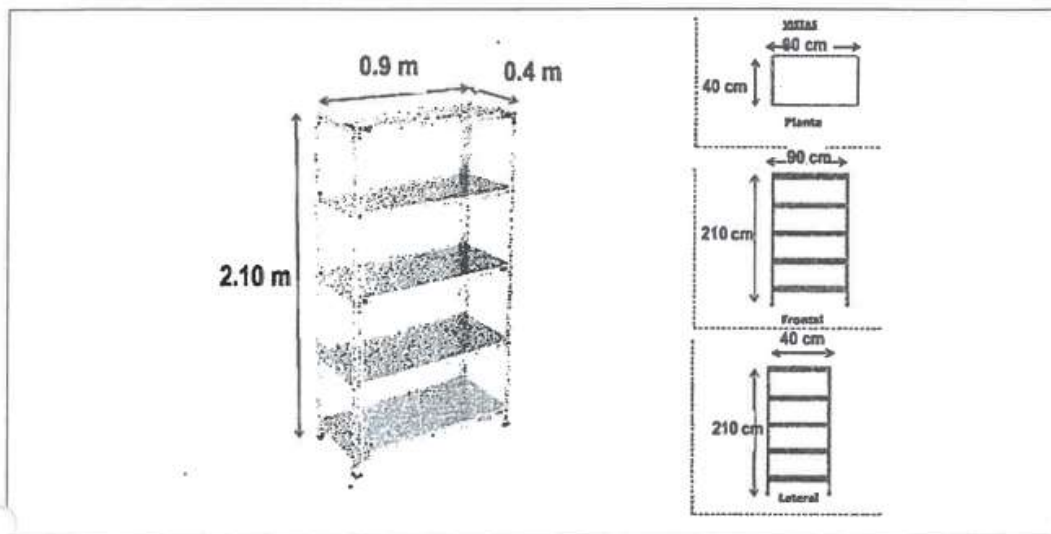 0.9 m
0.4 m
2.10 m
VISTAS
90 cm
40 cm
Planta
90 cm
210 cm
Frontal
40 cm
210 cm
Lateral